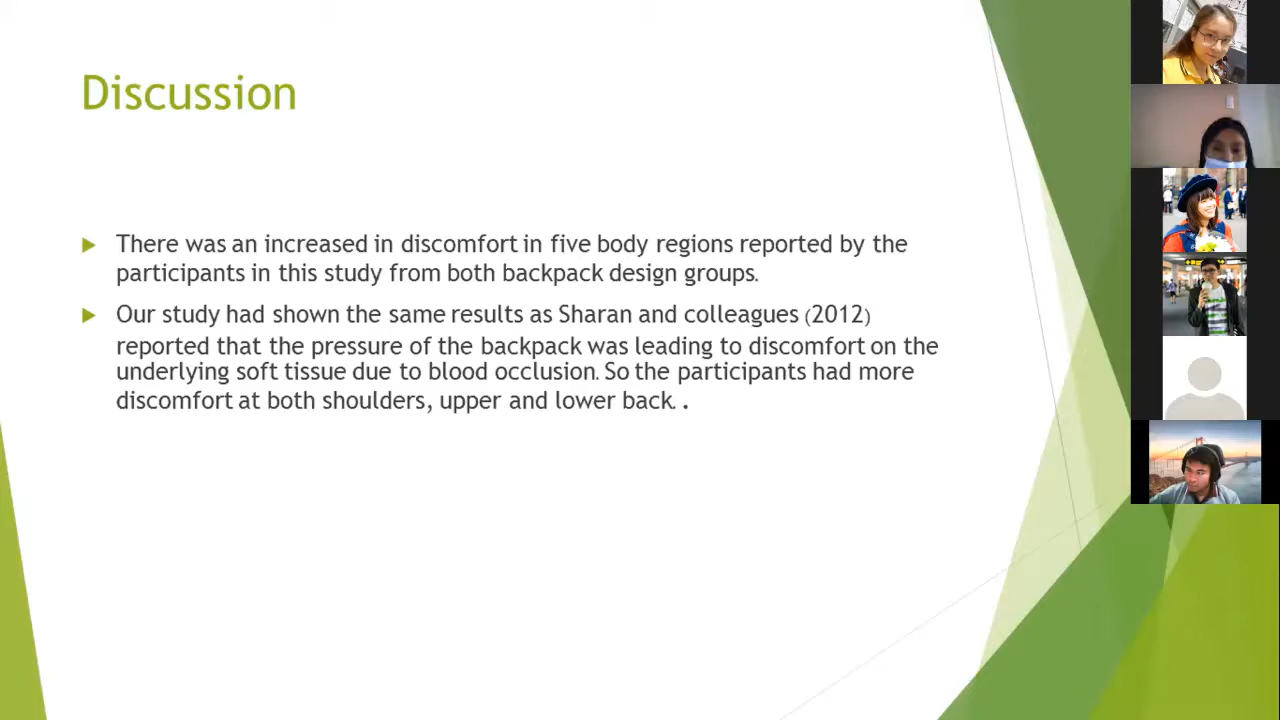 Discussion
There was an increased in discomfort in five body regions reported by the
participants in this study from both backpack design groups.
Our study had shown the same results as Sharan and colleagues (2012)
reported that the pressure of the backpack was leading to discomfort on the
underlying soft tissue due to blood occlusion. So the participants had more
discomfort at both shoulders, upper and lower back. .